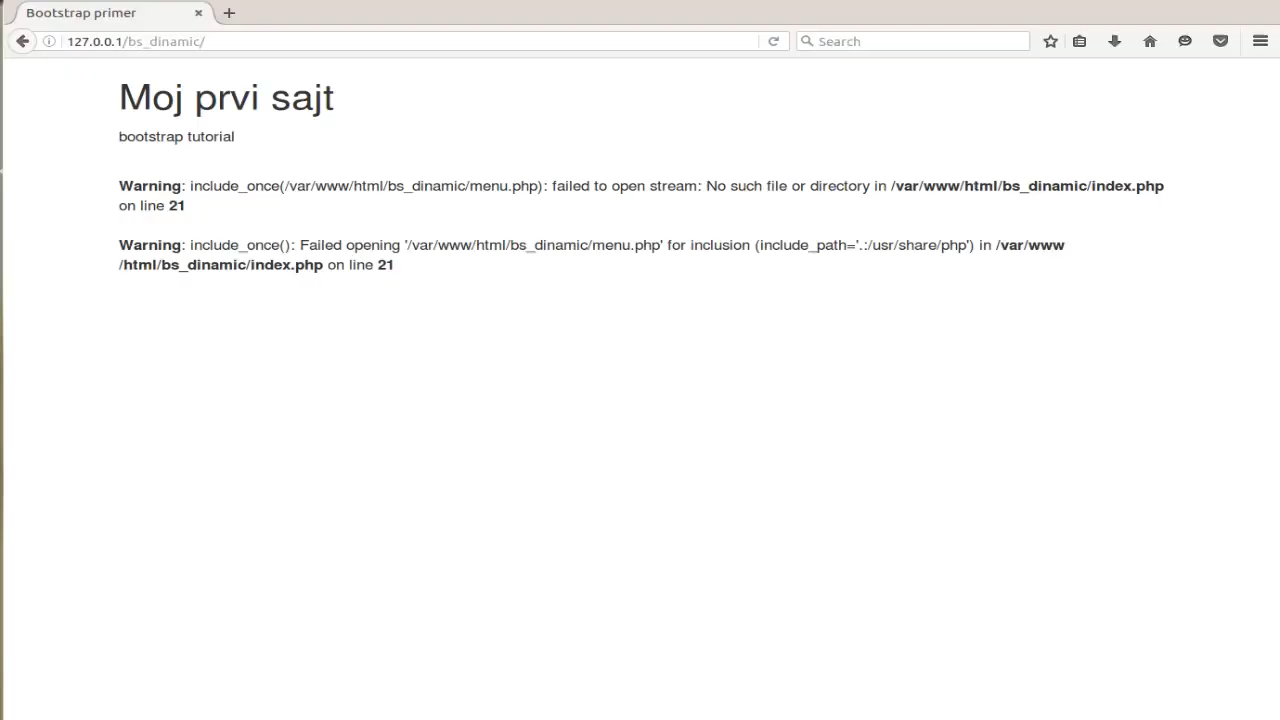 Bootstrap primer
127.0.0.1/bs_dinamic/
Search
Moj prvi sajt
bootstrap tutorial
Warning: include_once(/var/www/html/bs_dinamic/menu.php): failed to open stream: No such file or directory in /var/www/html/bs_dinamic/index.php
on line 21
Warning: include_once(): Failed opening '/var/www/html/bs_dinamic/menu.php' for inclusion (include_path='.:/usr/share/php') in /var/www
/html/bs_dinamic/index.php on line 21